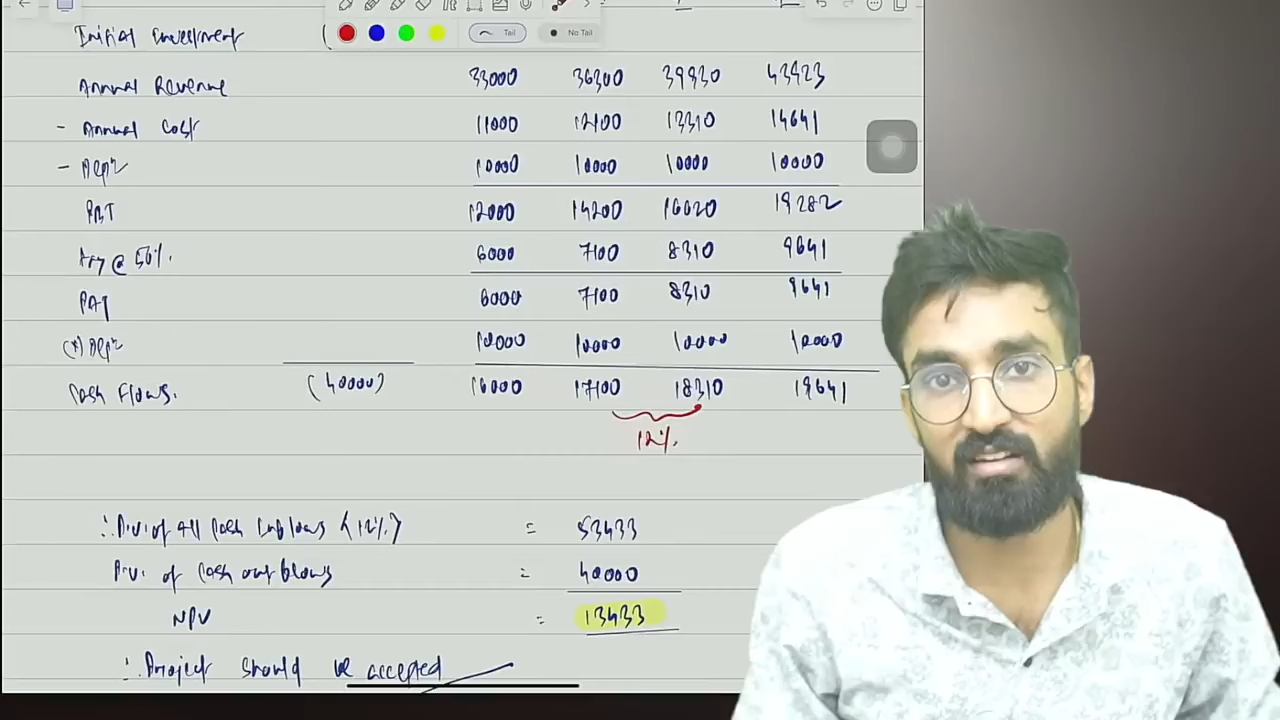 Tail No Tail
Initial investment
Annual Revenue 33000 36300 39930 43923
- Annual Cost 11000 12100 13310 14641
- Depn 10000 10000 10000 10000
PBT 12000 14200 16620 19282
Tax @ 50%. 6000 7100 8310 9641
PAT 6000 7100 8310 9641
(+) Depn 10000 10000 10000 10000
Cash Flows. (40000) 16000 17100 18310 19641
12%.
∴ P.V. of All Cash Inflows (12%) = 53433
P.V. of Cash outflows = 40000
NPV = 13433
∴ Project should be accepted